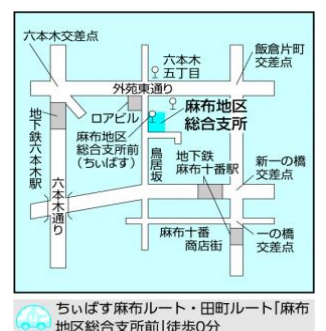 六本木交差点
飯倉片町
交差点
六本木
五丁目
外苑東通り
ロアビル
麻布地区
総合支所
麻布地区
総合支所前
(ちぃばす)
地下鉄六本木駅
六本木通り
鳥居坂
地下鉄
麻布十番駅
新一の橋
交差点
麻布十番
商店街
一の橋
交差点
ちぃばす麻布ルート・田町ルート「麻布
地区総合支所前」徒歩0分